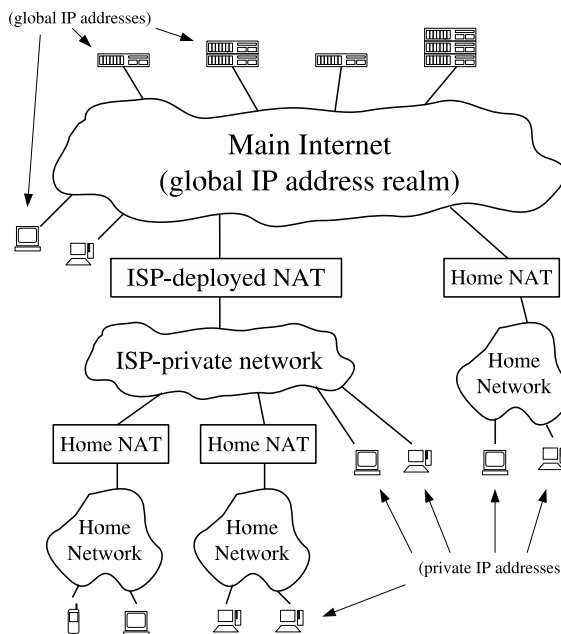 (global IP addresses)
Main Internet
(global IP address realm)
ISP-deployed NAT
Home NAT
ISP-private network
Home
Network
Home NAT
Home NAT
Home
Network
Home
Network
(private IP addresses